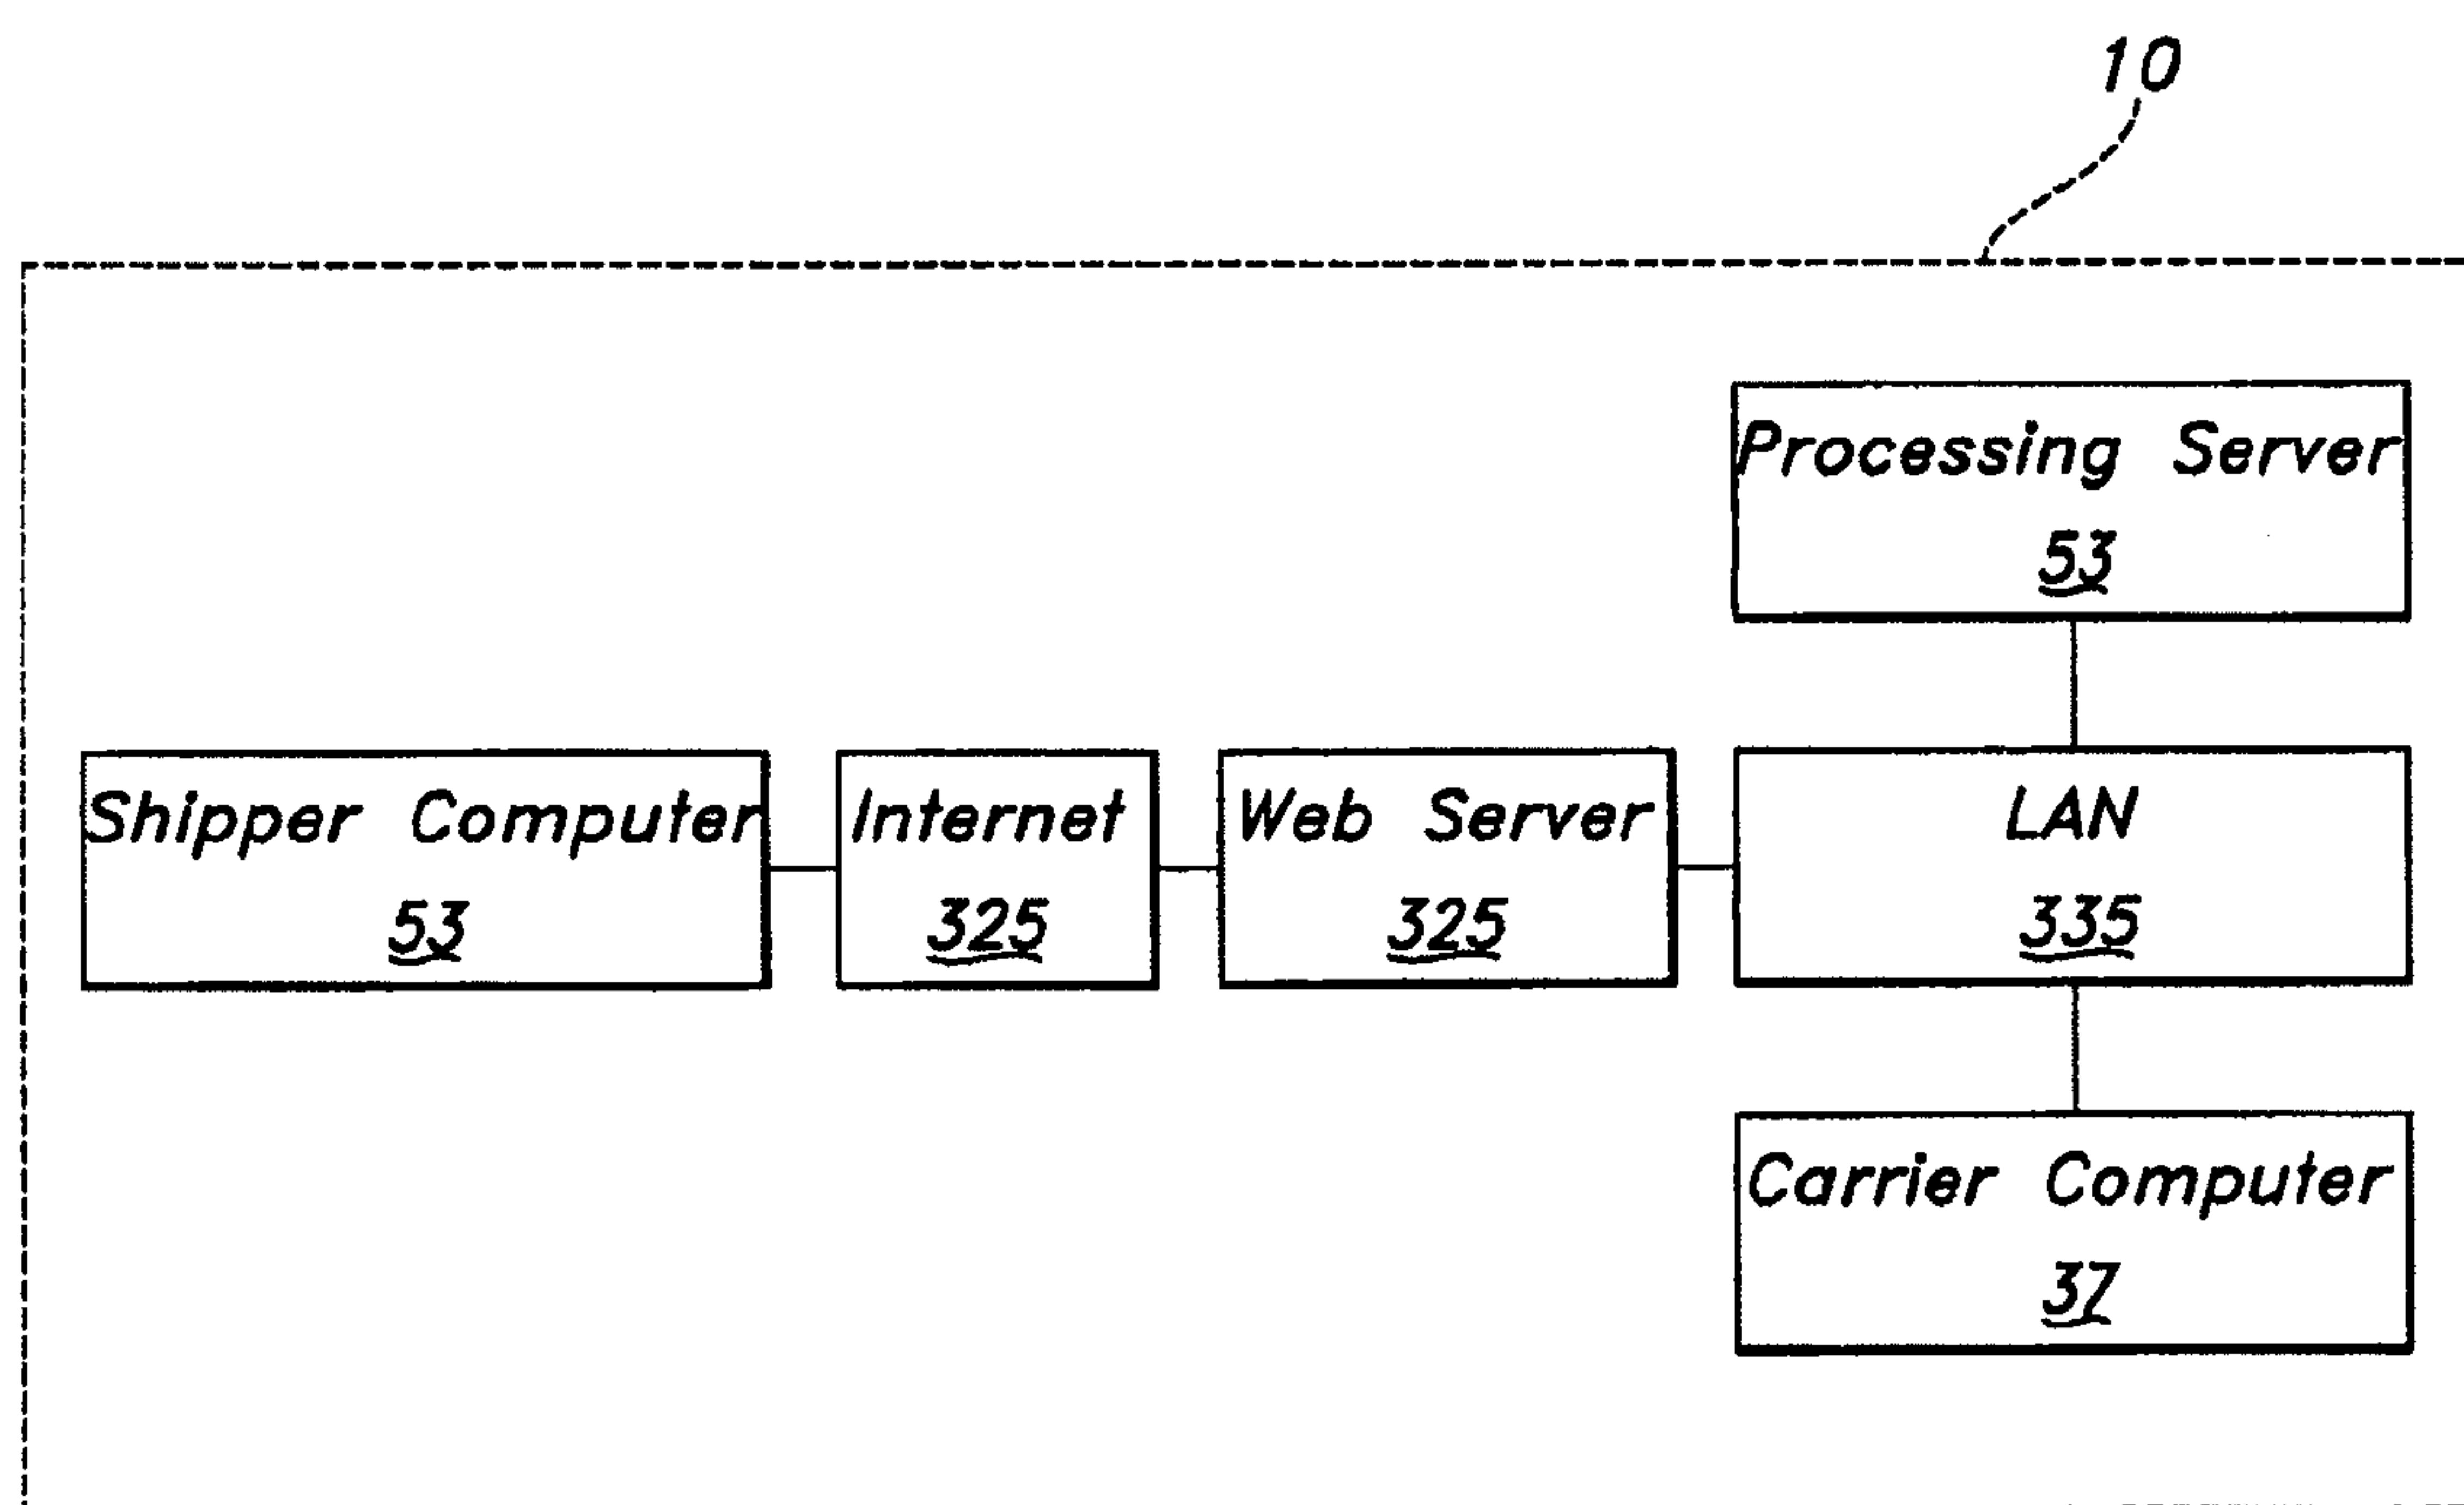 10
Processing Server
53
Shipper Computer
53
Internet
325
Web Server
325
LAN
335
Carrier Computer
37